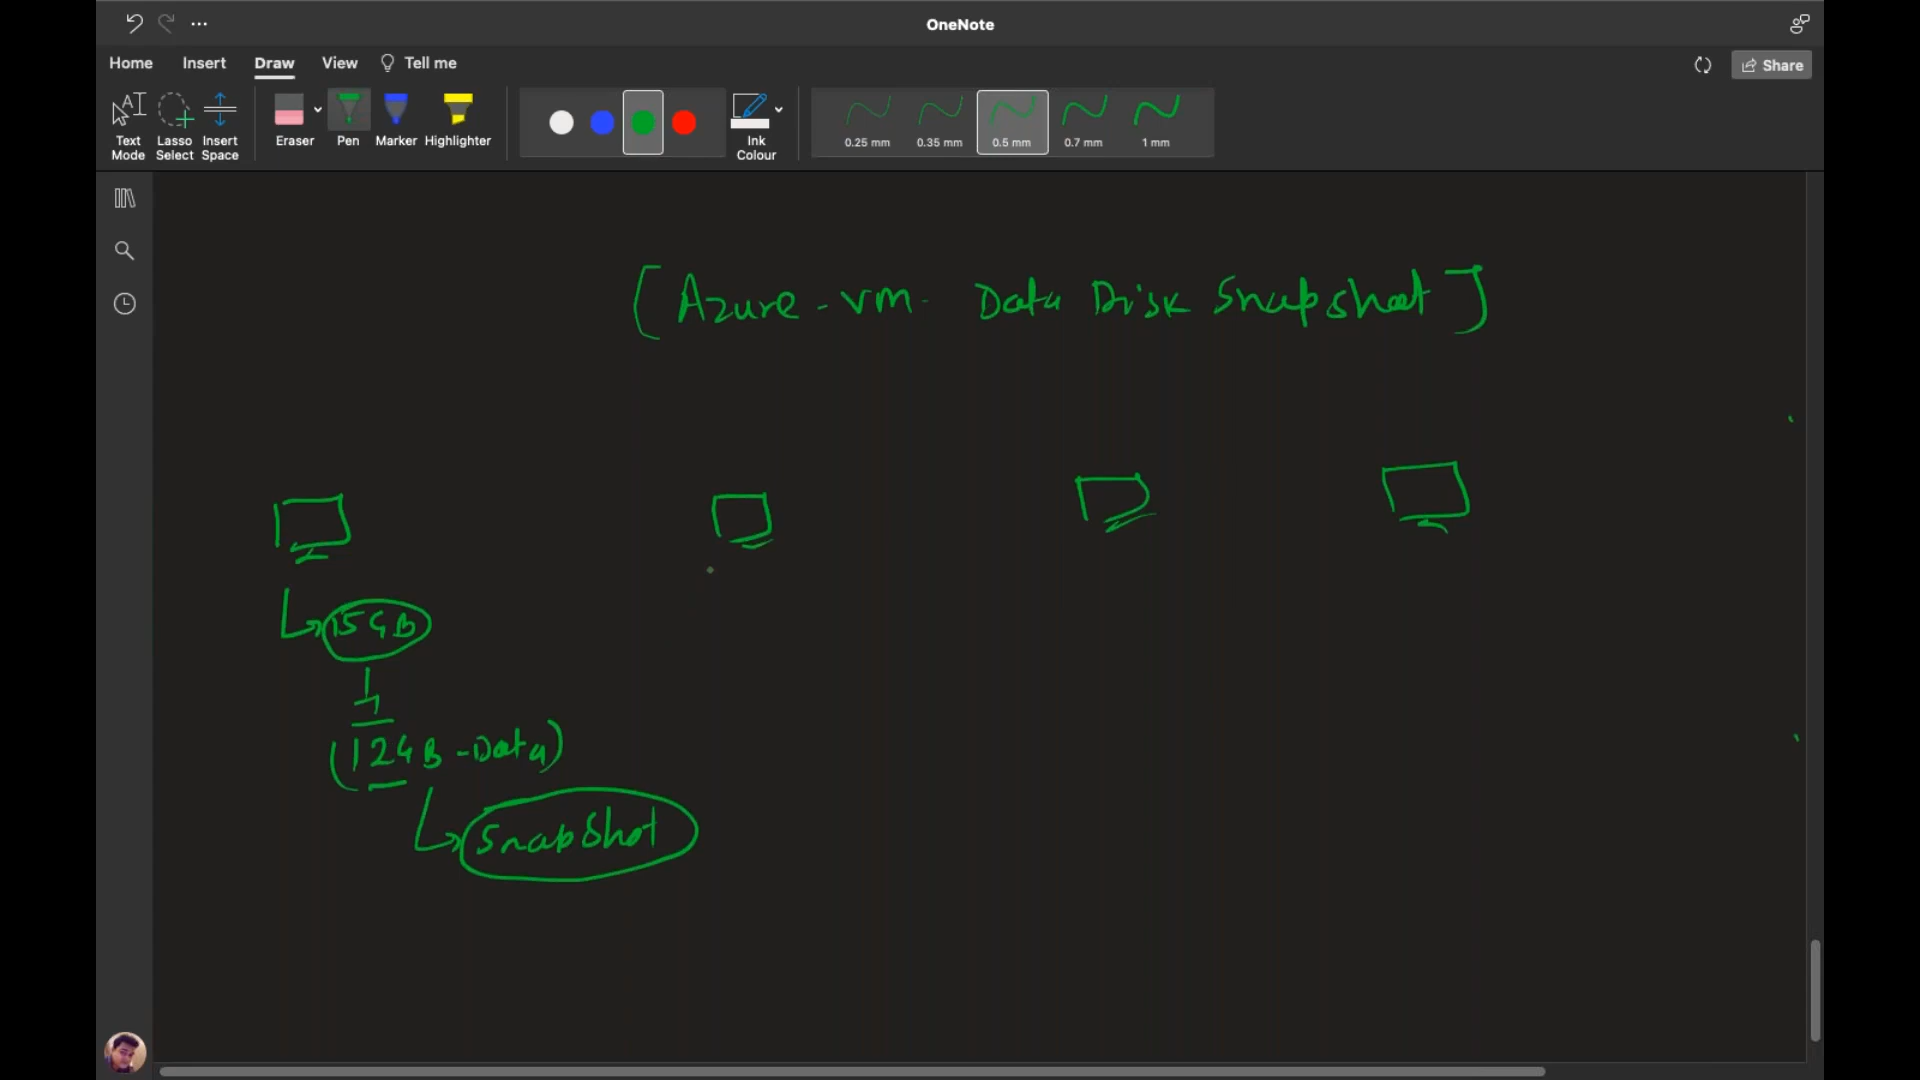 OneNote
Home Insert Draw View Tell me
Share
Text Mode
Lasso Select
Insert Space
Eraser
Pen
Marker
Highlighter
Ink Colour
0.25 mm
0.35 mm
0.5 mm
0.7 mm
1 mm
[Azure-vm- Data Disk Snapshot]
15GB
(12GB-Data)
SnapShot